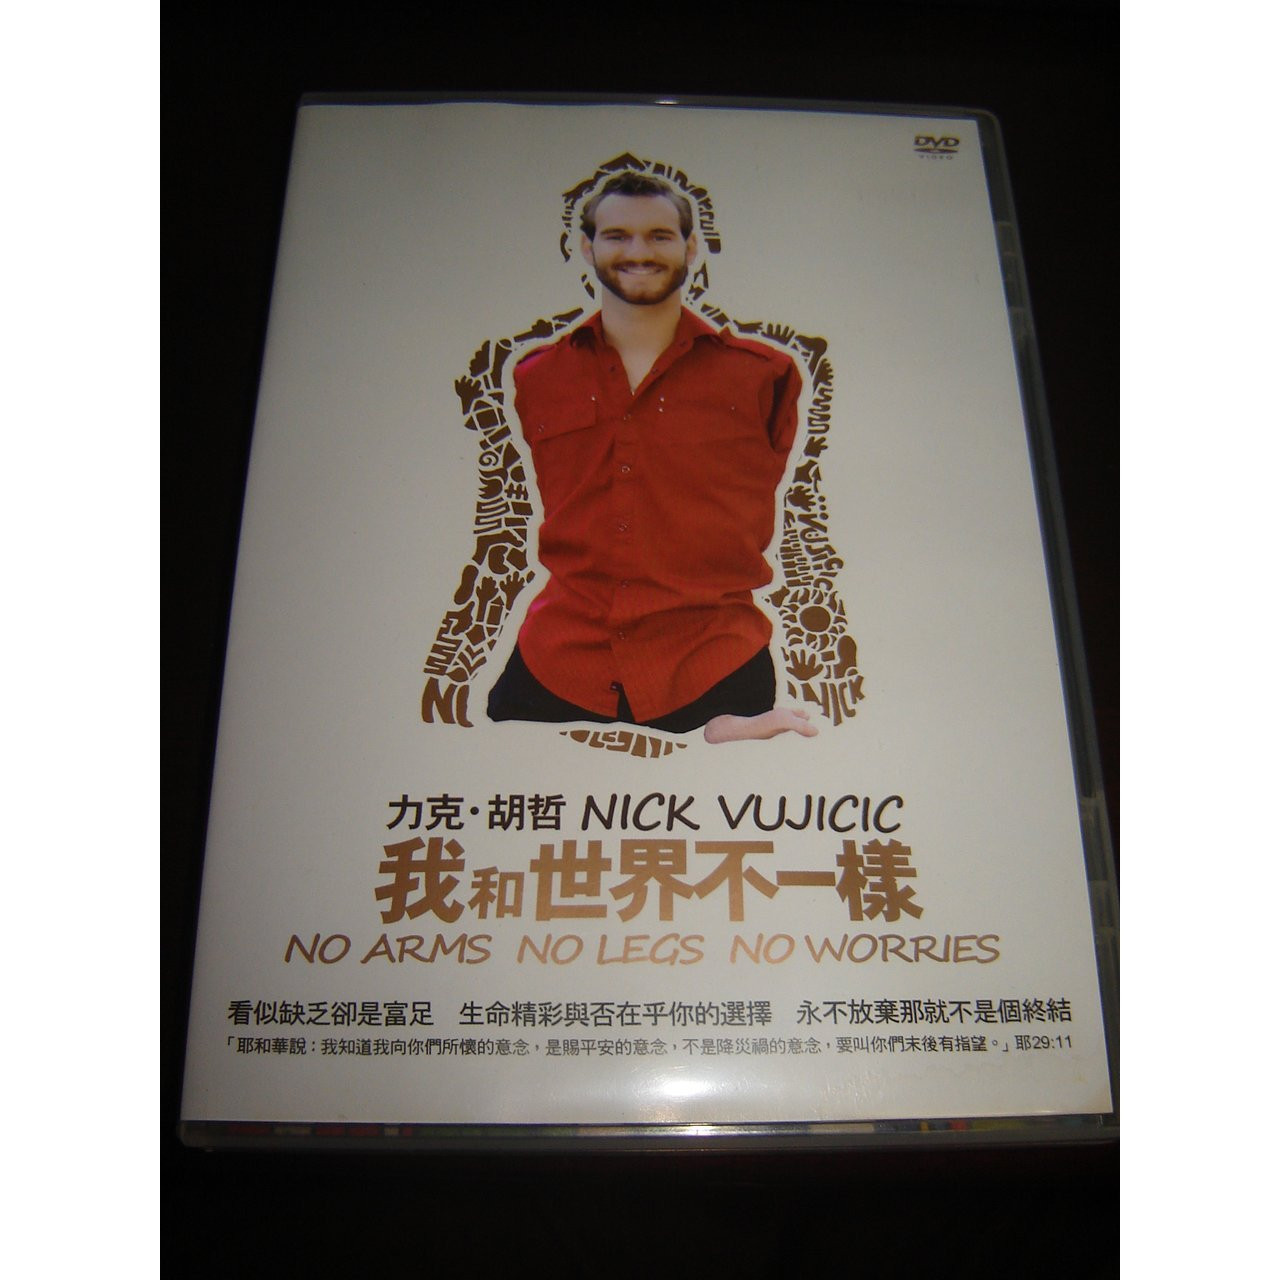 DVD
VIDEO
力克·胡哲 NICK VUJICIC
我和世界不一樣
NO ARMS NO LEGS NO WORRIES
看似缺乏卻是富足 生命精彩與否在乎你的選擇 永不放棄那就不是個終結
「耶和華說：我知道我向你們所懷的意念，是賜平安的意念，不是降災禍的意念，要叫你們末後有指望。」耶29:11